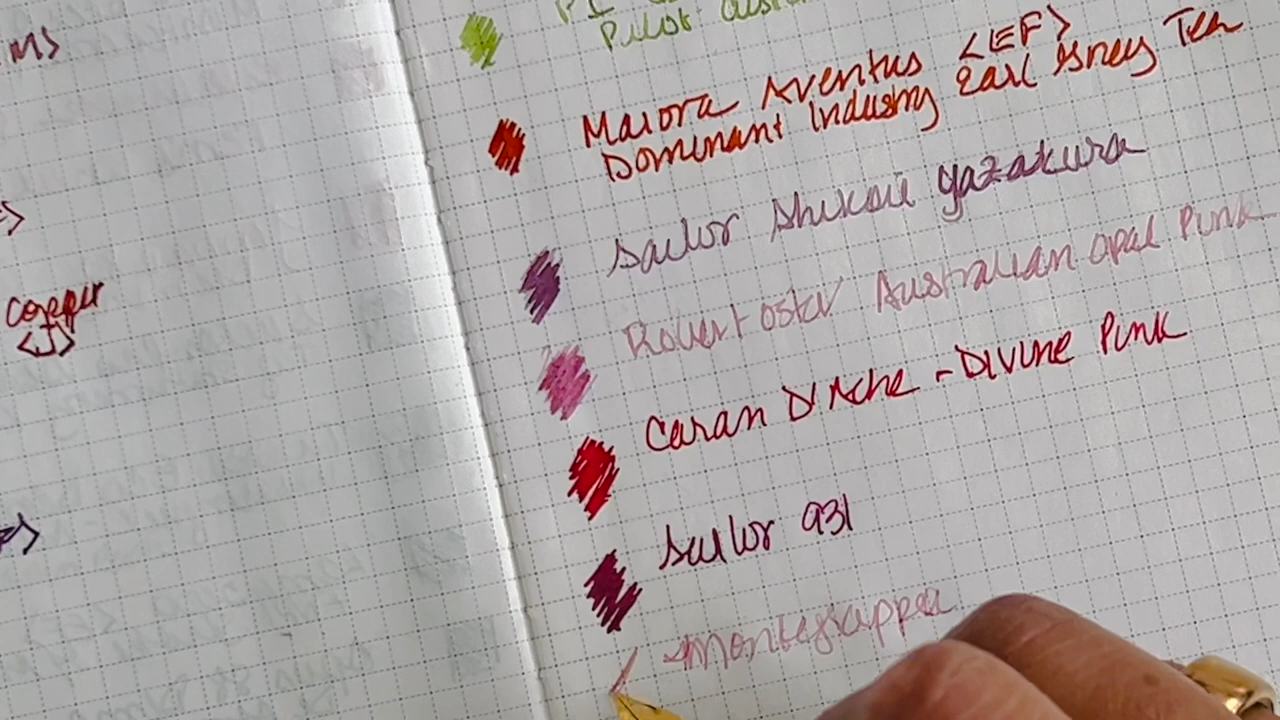 MS
Pilot
Maiora Aventus <EF>
Dominant Industry Earl Grey Tea
Sailor Shikiori Yozakura
Robert Oster Australian Opal Pink
Caran D'Ache - Divine Pink
Sailor 931
Montegrappa